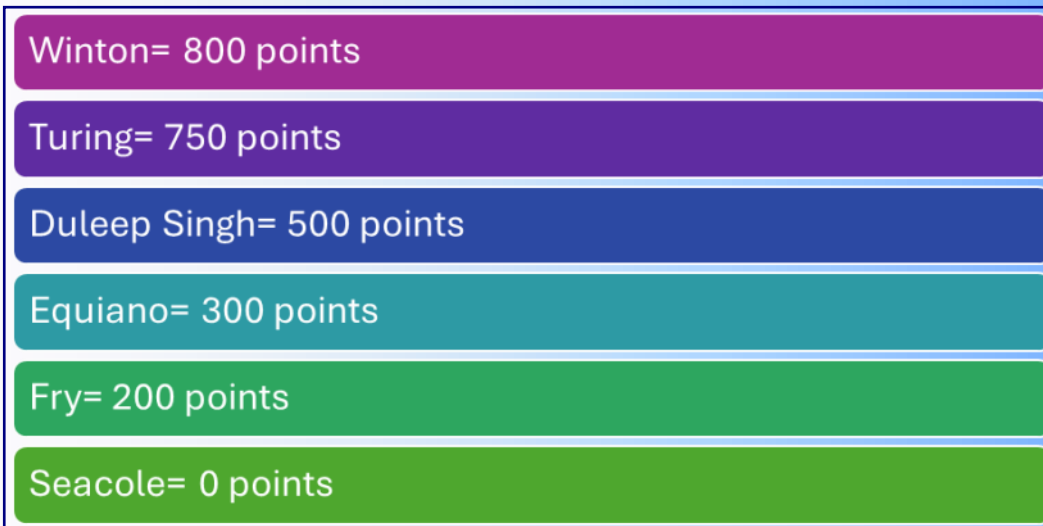 Winton= 800 points
Turing= 750 points
Duleep Singh= 500 points
Equiano= 300 points
Fry= 200 points
Seacole= 0 points